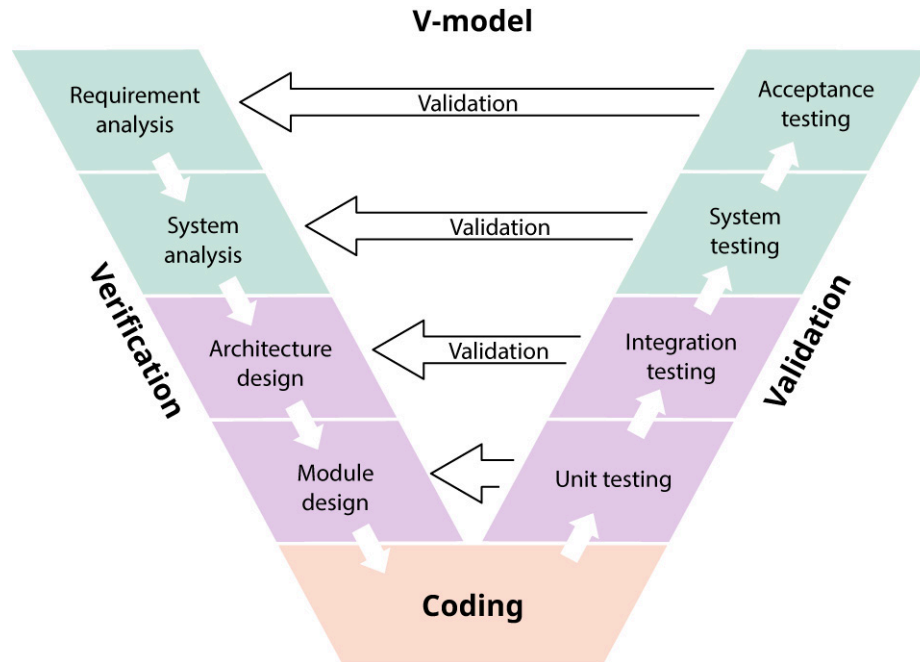 V-model
Requirement
analysis
Validation
Acceptance
testing
System
analysis
Validation
System
testing
Verification
Architecture
design
Validation
Integration
testing
Validation
Module
design
Unit testing
Coding